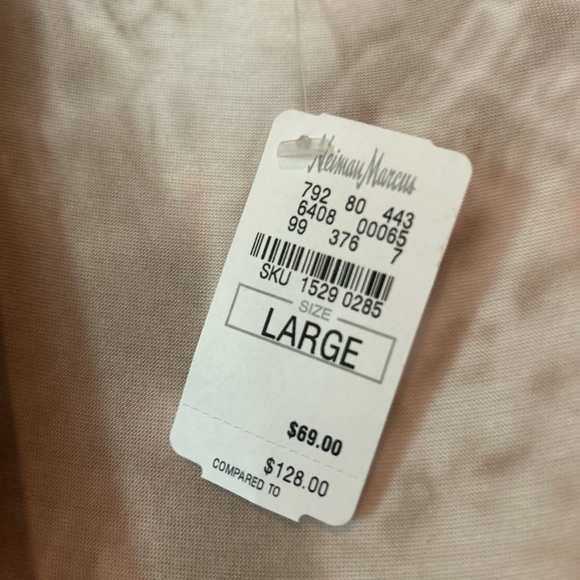 Neiman Marcus
792 80 443
6408 00065
99 376 7
SKU 1529 0285
SIZE
LARGE
$69.00
$128.00
COMPARED TO